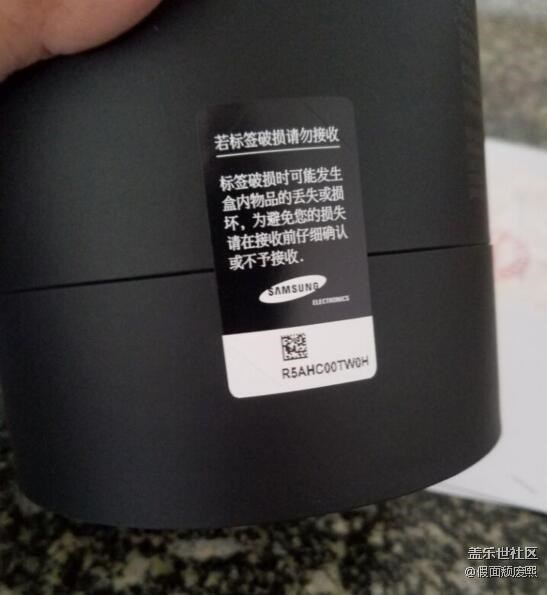 若标签破损请勿接收
标签破损时可能发生
盒内物品的丢失或损
坏，为避免您的损失
请在接收前仔细确认
或不予接收.
SAMSUNG
ELECTRONICS
R5AHC00TW0H
盖乐世社区
@假面颓废熙